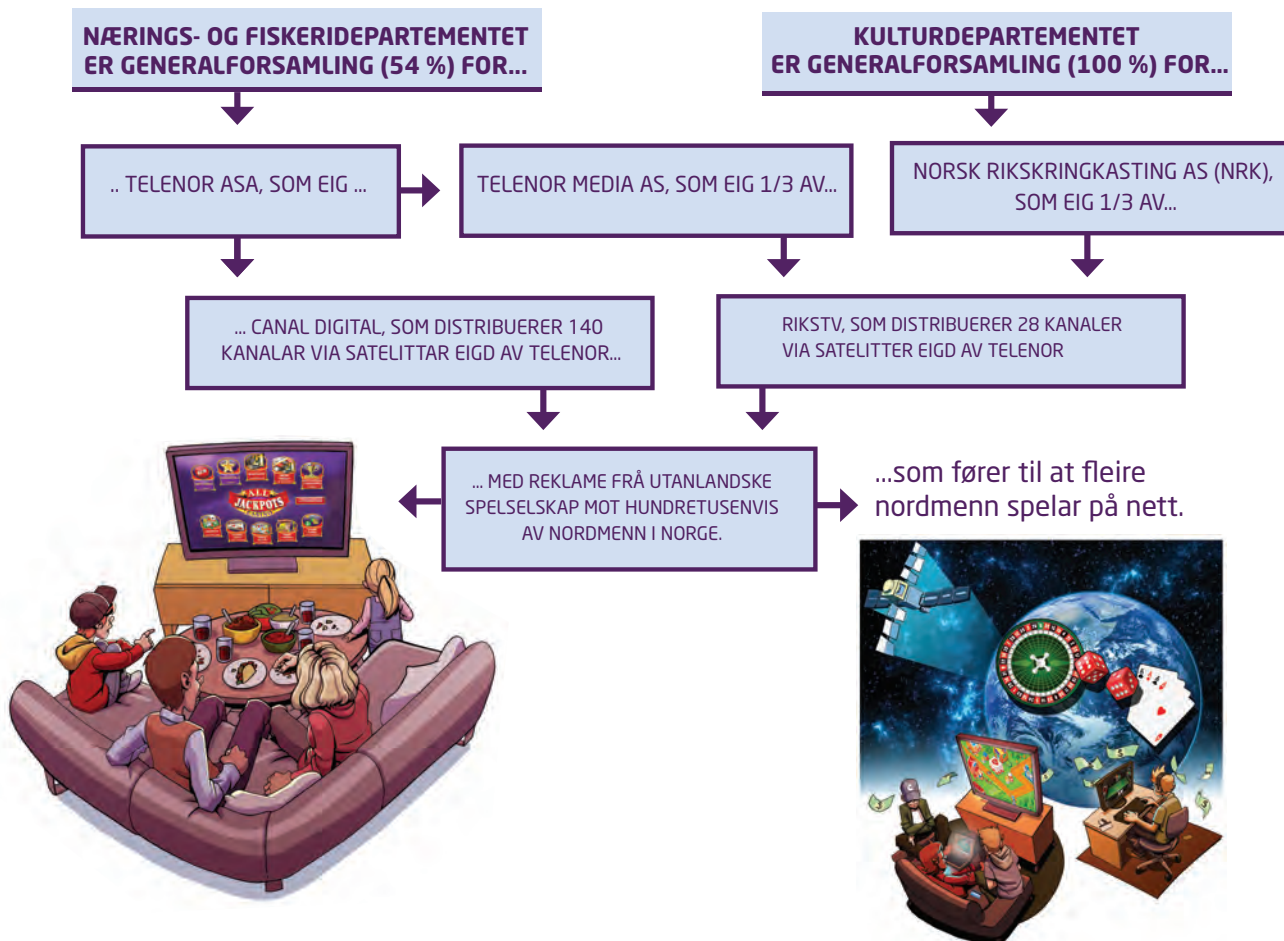 NÆRINGS- OG FISKERIDEPARTEMENTET
ER GENERALFORSAMLING (54 %) FOR...
KULTURDEPARTEMENTET
ER GENERALFORSAMLING (100 %) FOR...
.. TELENOR ASA, SOM EIG ...
TELENOR MEDIA AS, SOM EIG 1/3 AV...
NORSK RIKSKRINGKASTING AS (NRK),
SOM EIG 1/3 AV...
... CANAL DIGITAL, SOM DISTRIBUERER 140
KANALAR VIA SATELITTAR EIGD AV TELENOR...
RIKSTV, SOM DISTRIBUERER 28 KANALER
VIA SATELITTER EIGD AV TELENOR
... MED REKLAME FRÅ UTANLANDSKE
SPELSELSKAP MOT HUNDRETUSENVIS
AV NORDMENN I NORGE.
...som fører til at fleire
nordmenn spelar på nett.
ALL
JACKPOTS